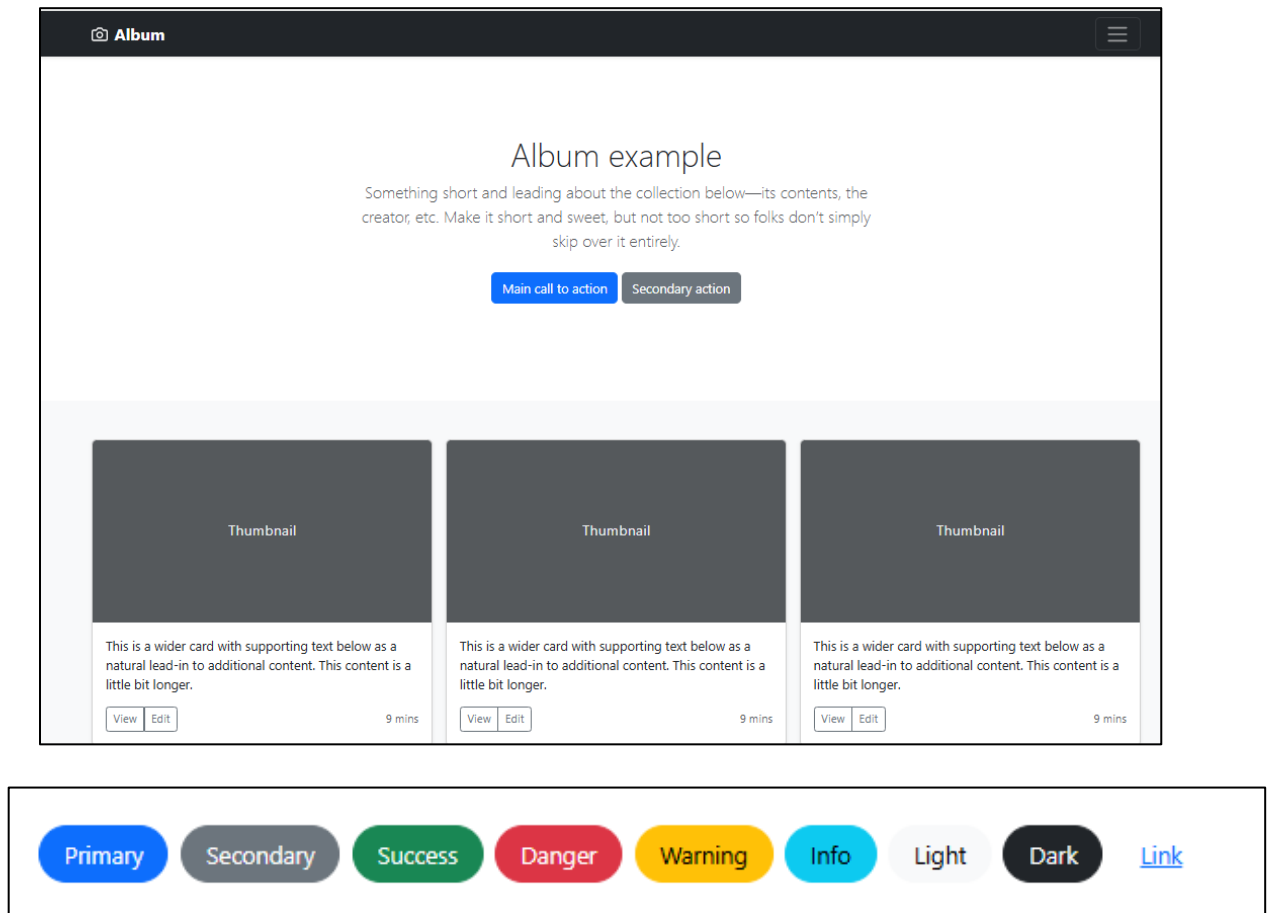 Album
Album example
Something short and leading about the collection below—its contents, the
creator, etc. Make it short and sweet, but not too short so folks don’t simply
skip over it entirely.
Main call to action Secondary action
Thumbnail Thumbnail Thumbnail
This is a wider card with supporting text below as a
natural lead-in to additional content. This content is a
little bit longer.
View Edit 9 mins
This is a wider card with supporting text below as a
natural lead-in to additional content. This content is a
little bit longer.
View Edit 9 mins
This is a wider card with supporting text below as a
natural lead-in to additional content. This content is a
little bit longer.
View Edit 9 mins
Primary Secondary Success Danger Warning Info Light Dark Link